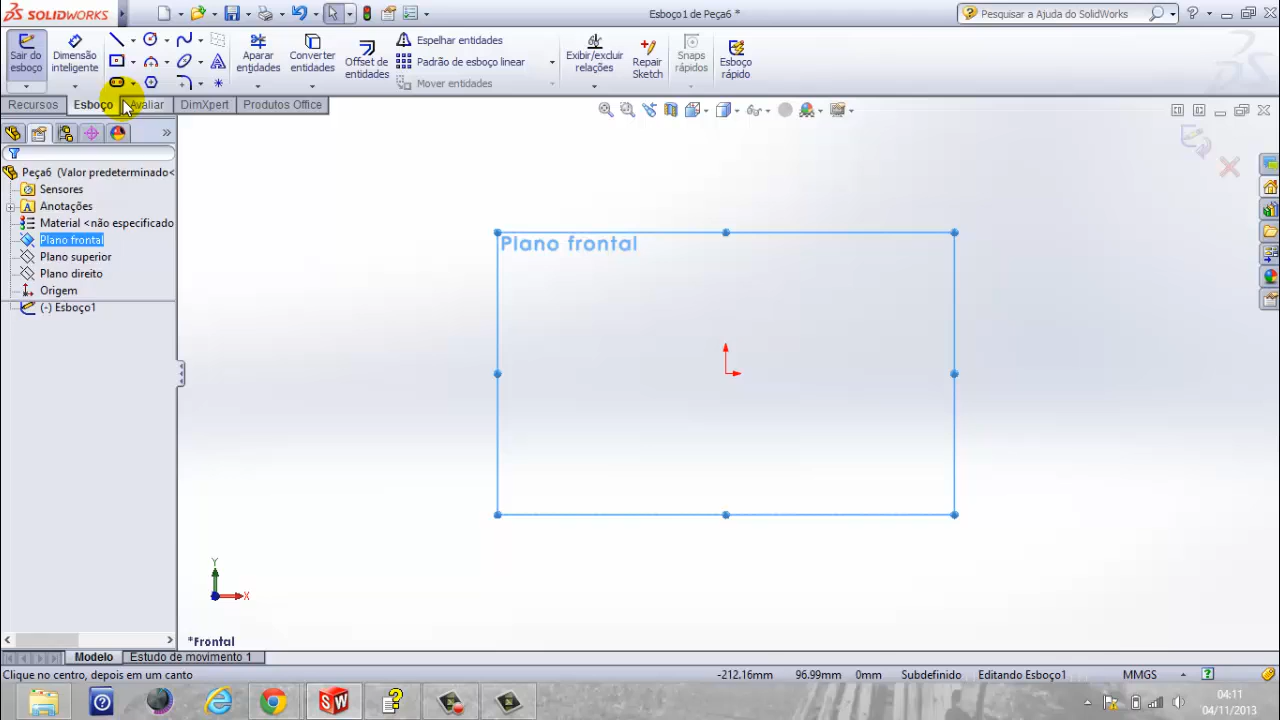 SOLIDWORKS
Esboço1 de Peça6 *
Pesquisar a Ajuda do SolidWorks
Sair do esboço
Dimensão inteligente
Aparar entidades
Converter entidades
Offset de entidades
Espelhar entidades
Padrão de esboço linear
Mover entidades
Exibir/excluir relações
Repair Sketch
Snaps rápidos
Esboço rápido
Recursos Esboço Avaliar DimXpert Produtos Office
Peça6 (Valor predeterminado<
Sensores
Anotações
Material <não especificado
Plano frontal
Plano superior
Plano direito
Origem
(-) Esboço1
Plano frontal
Y
X
*Frontal
Modelo Estudo de movimento 1
Clique no centro, depois em um canto -212.16mm 96.99mm 0mm Subdefinido Editando Esboço1 MMGS
04:11
04/11/2013